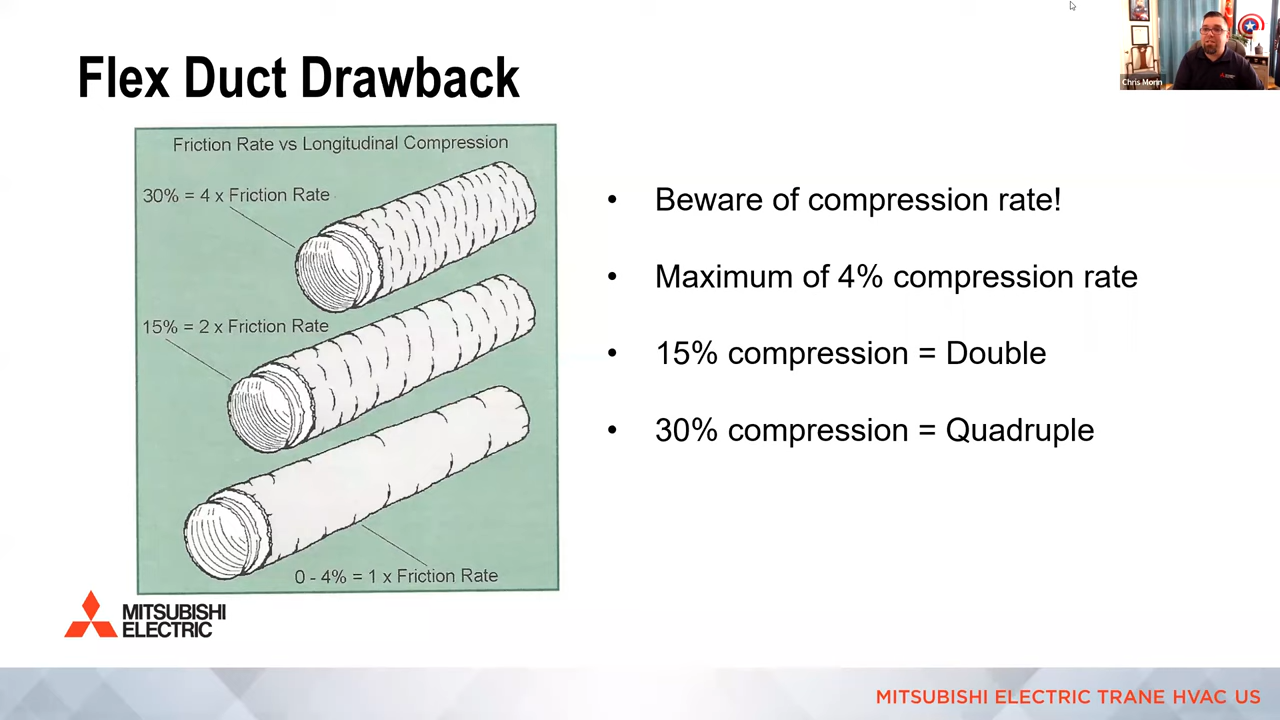 Flex Duct Drawback
Chris Morin
Friction Rate vs Longitudinal Compression
30% = 4 x Friction Rate
15% = 2 x Friction Rate
0 - 4% = 1 x Friction Rate
• Beware of compression rate!
• Maximum of 4% compression rate
• 15% compression = Double
• 30% compression = Quadruple
MITSUBISHI
ELECTRIC
MITSUBISHI ELECTRIC TRANE HVAC US